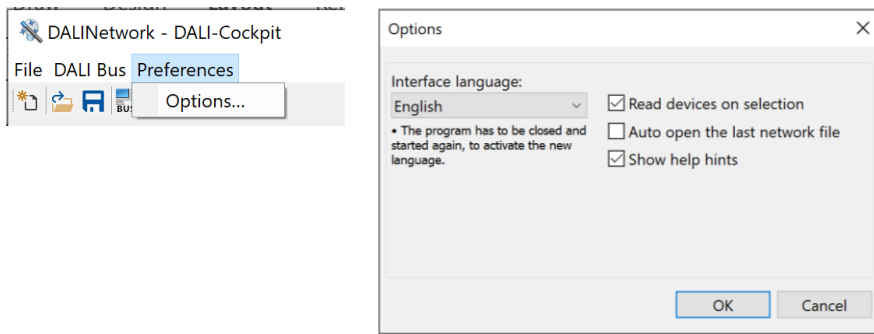 DALINetwork - DALI-Cockpit
File DALI Bus Preferences
BUS
Options...
Options
Interface language:
English
• The program has to be closed and
started again, to activate the new
language.
Read devices on selection
Auto open the last network file
Show help hints
OK Cancel